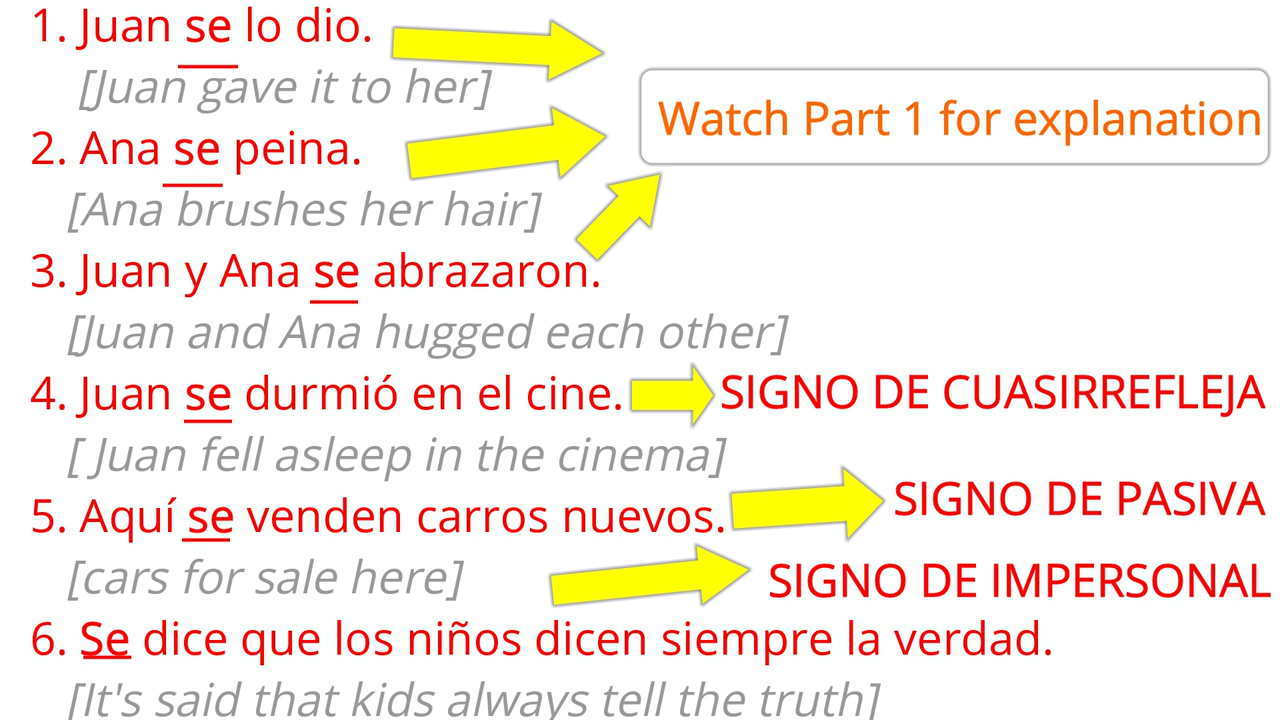 1. Juan se lo dio.
[Juan gave it to her]
Watch Part 1 for explanation
2. Ana se peina.
[Ana brushes her hair]
3. Juan y Ana se abrazaron.
[Juan and Ana hugged each other]
4. Juan se durmió en el cine.
SIGNO DE CUASIRREFLEJA
[ Juan fell asleep in the cinema]
5. Aquí se venden carros nuevos.
SIGNO DE PASIVA
[cars for sale here]
SIGNO DE IMPERSONAL
6. Se dice que los niños dicen siempre la verdad.
[It's said that kids always tell the truth]